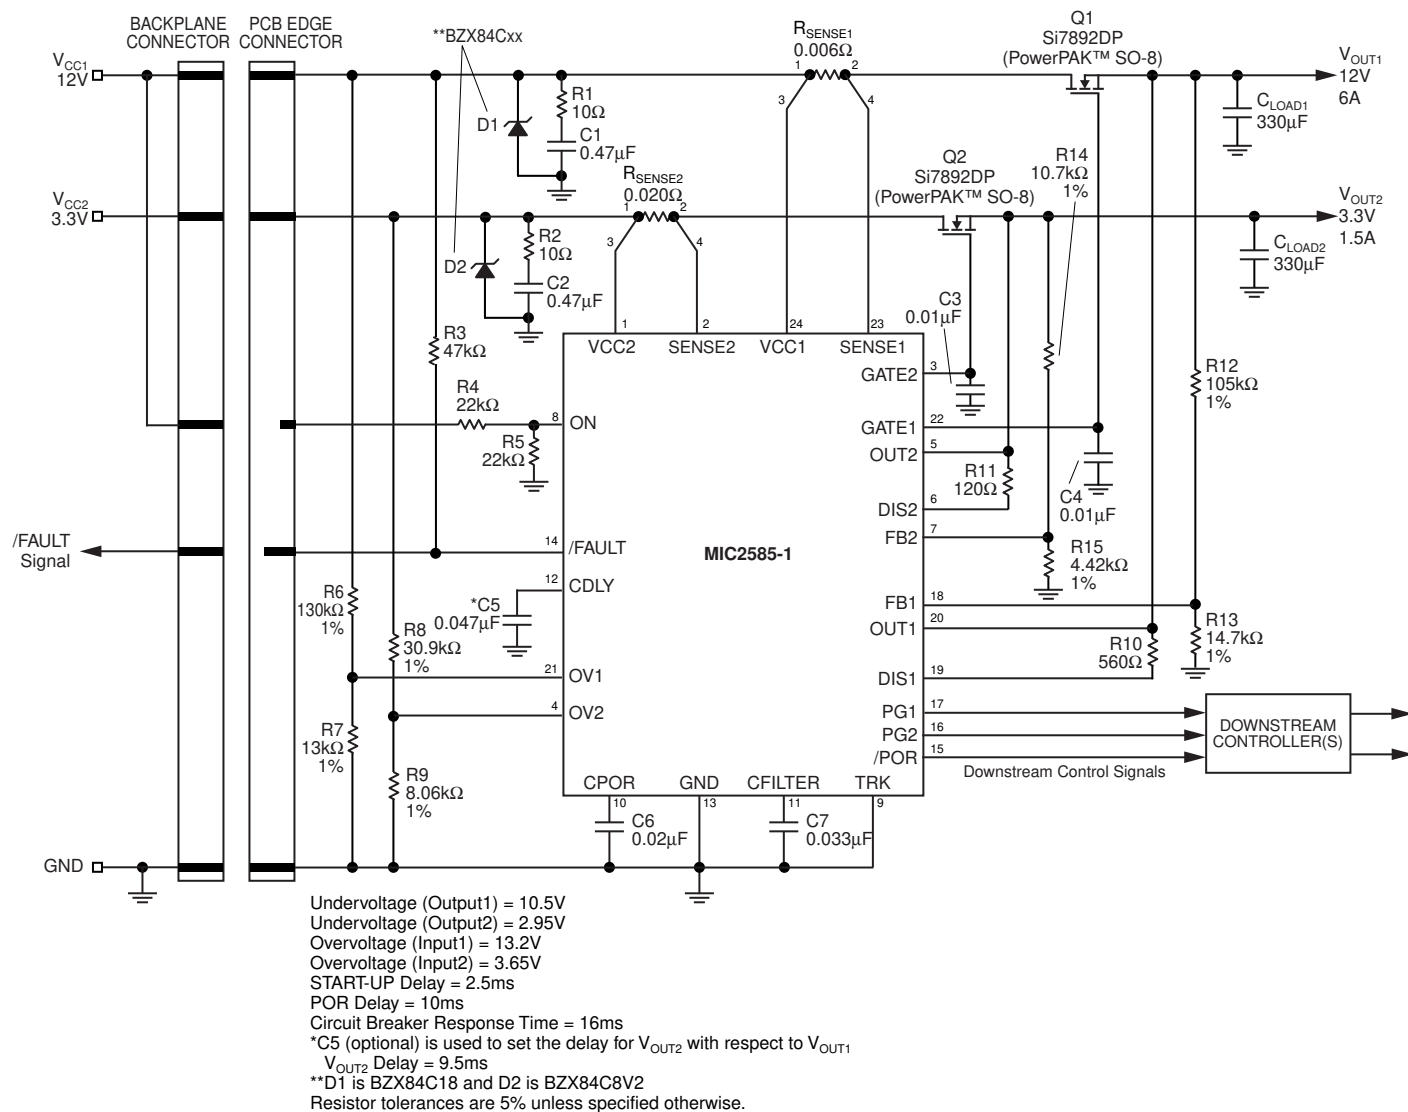 BACKPLANE
CONNECTOR
PCB EDGE
CONNECTOR
**BZX84Cxx
RSENSE1
0.006Ω
Q1
Si7892DP
(PowerPAK™ SO-8)
VCC1
12V
1
2
3
4
VOUT1
12V
6A
CLOAD1
330µF
D1
R1
10Ω
C1
0.47µF
RSENSE2
0.020Ω
Q2
Si7892DP
(PowerPAK™ SO-8)
R14
10.7kΩ
1%
VCC2
3.3V
1
2
3
4
VOUT2
3.3V
1.5A
CLOAD2
330µF
D2
R2
10Ω
C2
0.47µF
C3
0.01µF
R3
47kΩ
1
2
24
23
VCC2
SENSE2
VCC1
SENSE1
GATE2
3
R12
105kΩ
1%
R4
22kΩ
8
ON
R5
22kΩ
GATE1
22
OUT2
5
R11
120Ω
C4
0.01µF
DIS2
6
FB2
7
/FAULT
Signal
14
/FAULT
MIC2585-1
R15
4.42kΩ
1%
12
CDLY
*C5
0.047µF
R6
130kΩ
1%
R8
30.9kΩ
1%
FB1
18
OUT1
20
R13
14.7kΩ
1%
R10
560Ω
21
OV1
DIS1
19
4
OV2
PG1
17
PG2
16
/POR
15
DOWNSTREAM
CONTROLLER(S)
Downstream Control Signals
R7
13kΩ
1%
R9
8.06kΩ
1%
CPOR
GND
CFILTER
TRK
10
13
11
9
C6
0.02µF
C7
0.033µF
GND
Undervoltage (Output1) = 10.5V
Undervoltage (Output2) = 2.95V
Overvoltage (Input1) = 13.2V
Overvoltage (Input2) = 3.65V
START-UP Delay = 2.5ms
POR Delay = 10ms
Circuit Breaker Response Time = 16ms
*C5 (optional) is used to set the delay for VOUT2 with respect to VOUT1
VOUT2 Delay = 9.5ms
**D1 is BZX84C18 and D2 is BZX84C8V2
Resistor tolerances are 5% unless specified otherwise.